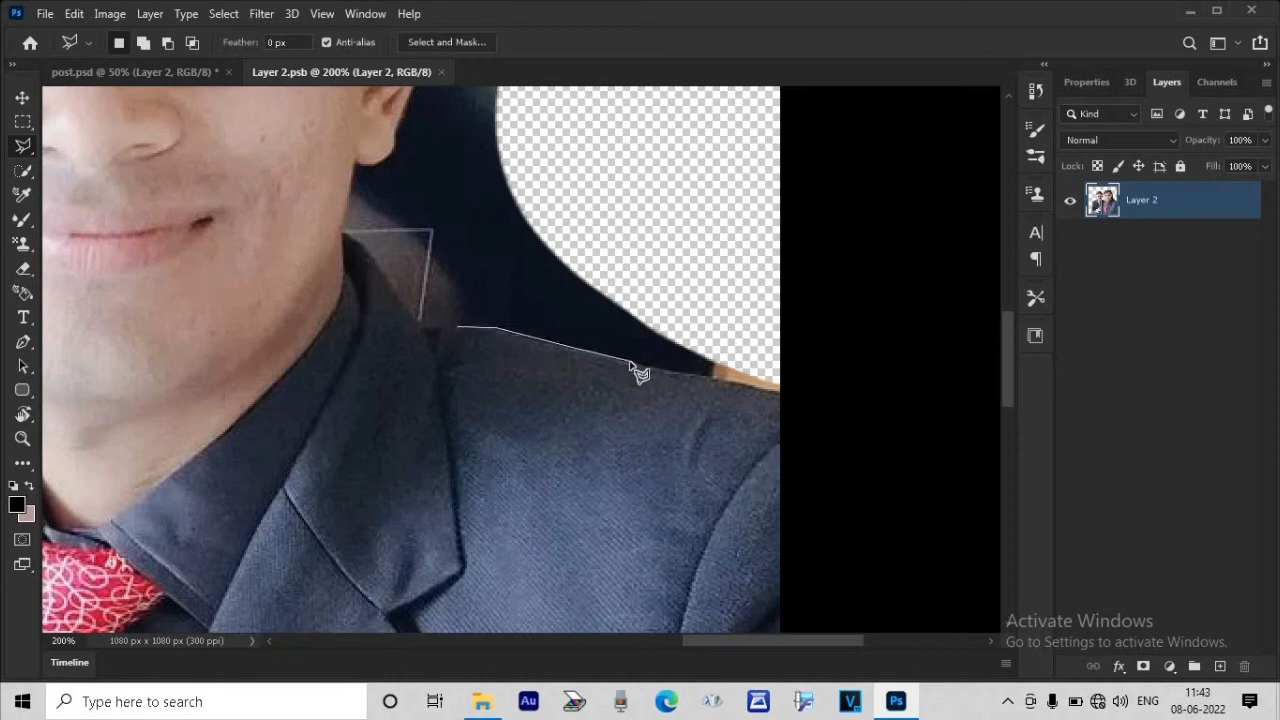 Ps File Edit Image Layer Type Select Filter 3D View Window Help
Feather: 0 px Anti-alias Select and Mask...
post.psd @ 50% (Layer 2, RGB/8) * × Layer 2.psb @ 200% (Layer 2, RGB/8) ×
Properties 3D Layers Channels
Kind
Normal Opacity: 100%
Lock: Fill: 100%
Layer 2
Activate Windows
Go to Settings to activate Windows.
200% 1080 px x 1080 px (300 ppi)
Timeline
Type here to search
Au
Ps
ENG
11:43
08-06-2022